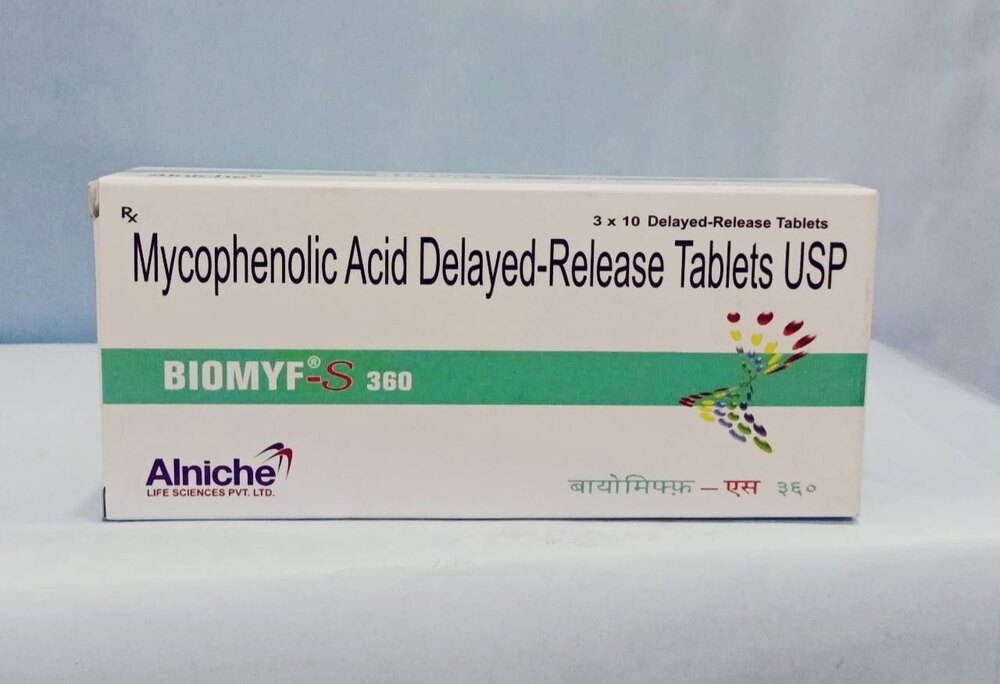 Rx
3 x 10 Delayed-Release Tablets
Mycophenolic Acid Delayed-Release Tablets USP
BIOMYF®-S 360
Alniche
LIFE SCIENCES PVT. LTD.
बायोमिफ्फ़ – एस ३६०